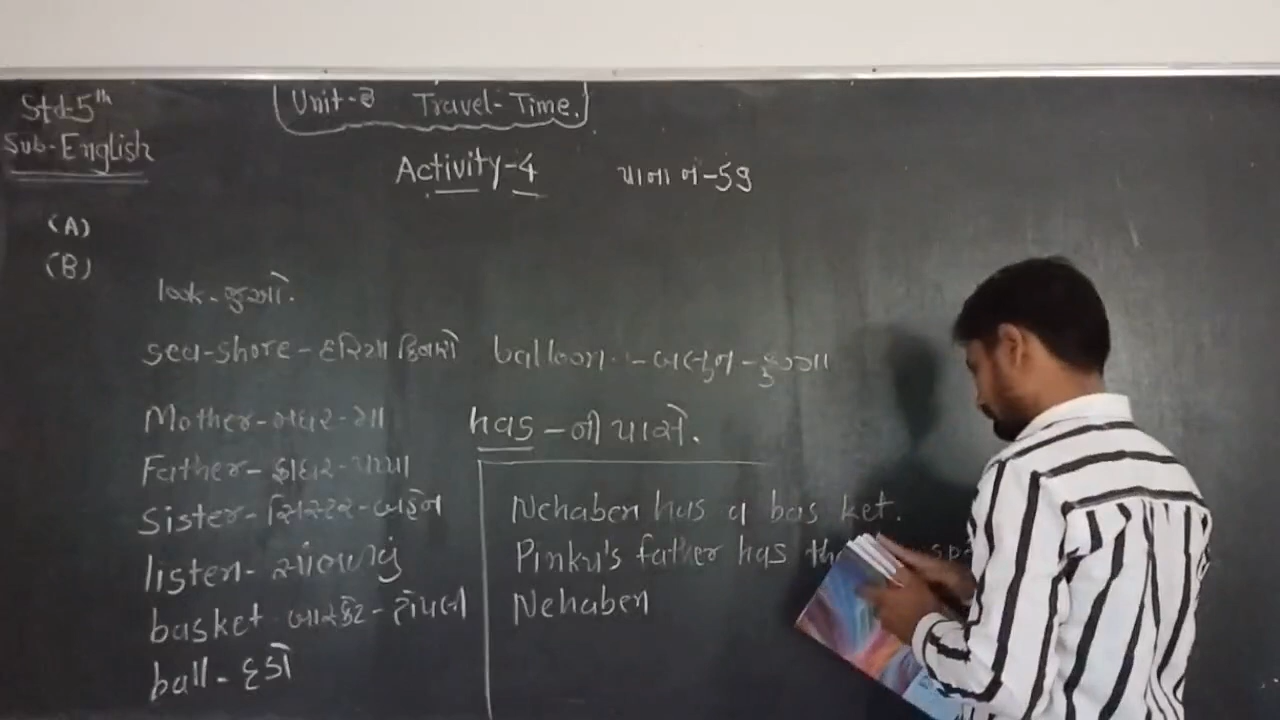 Std-5th
Sub-English
Unit-3 Travel-Time.
Activity-4 પાના નં-59
(A)
(B)
look-જુઓ.
sea-shore-દરિયા કિનારો
balloon-બલુન-ફુગ્ગા
Mother-મધર-મા
Father-ફાધર-પપ્પા
Sister-સિસ્ટર-બહેન
listen-સાંભળવું
basket-બાસ્કેટ-ટોપલી
ball-દડો
has-ની પાસે.
Nehaben has a basket.
Pinku's father has the
Nehaben